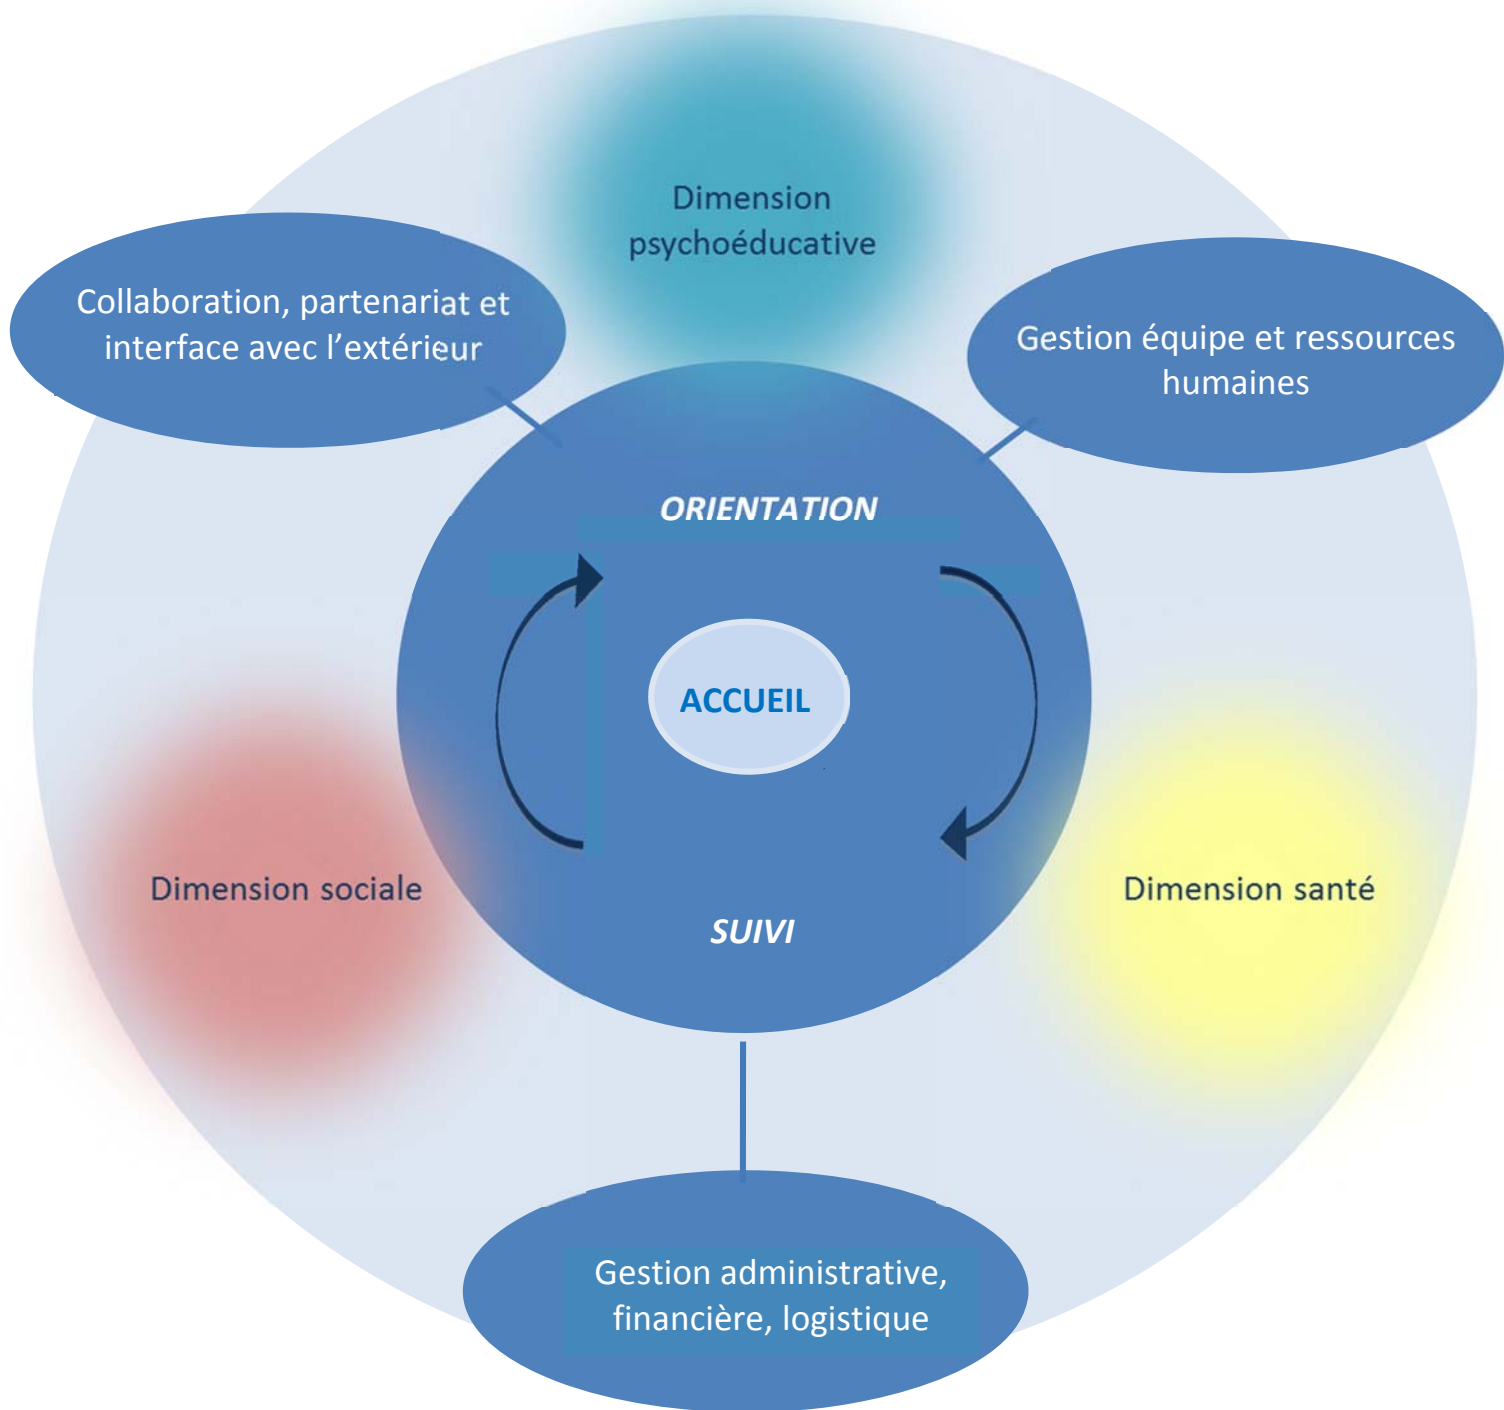 Dimension
psychoéducative
Collaboration, partenariat et
interface avec l'extérieur
Gestion équipe et ressources
humaines
ORIENTATION
ACCUEIL
Dimension sociale
Dimension santé
SUIVI
Gestion administrative,
financière, logistique